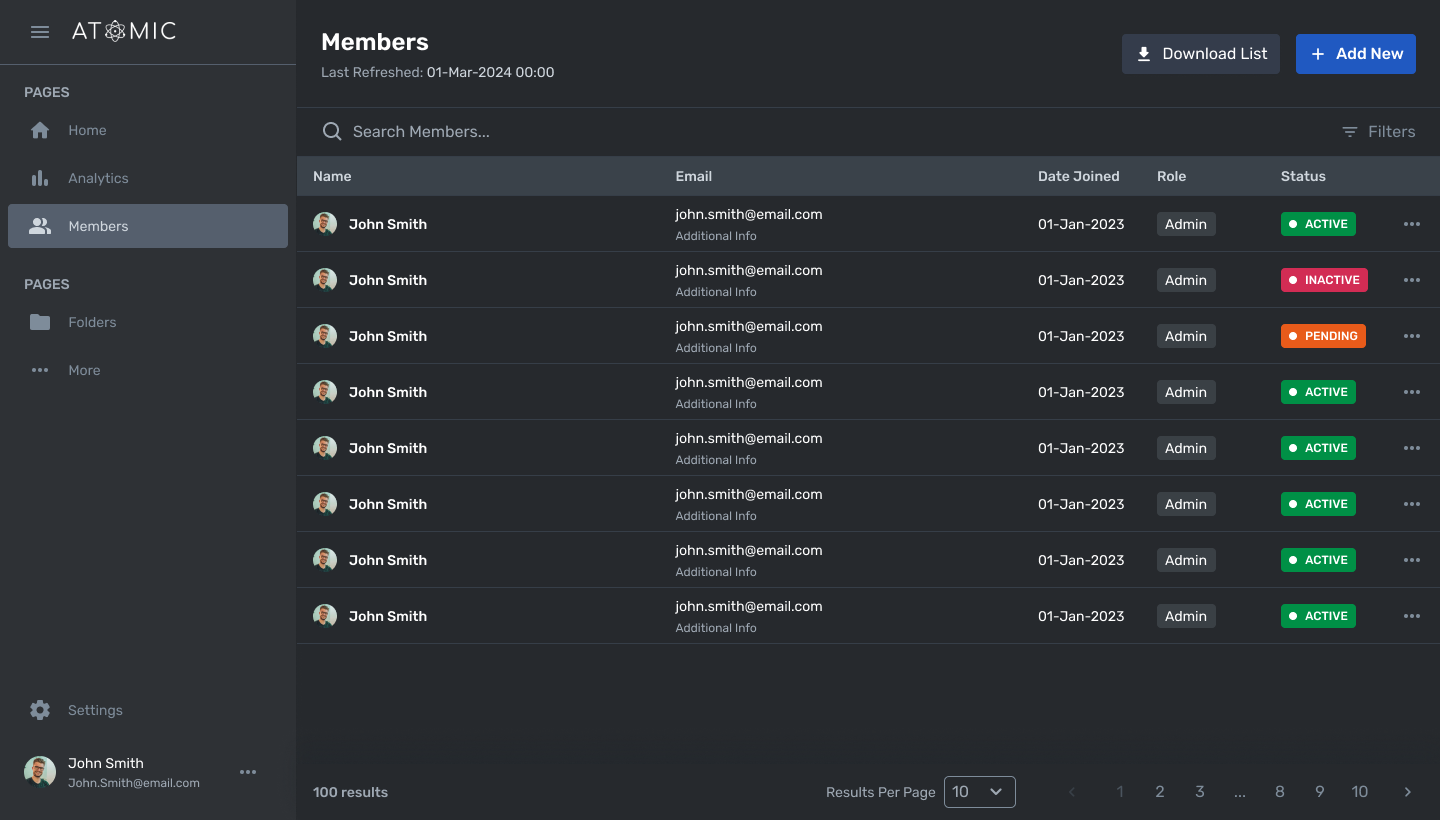 ATOMIC
PAGES
Home
Analytics
Members
PAGES
Folders
More
Settings
John Smith
John.Smith@email.com
Members
Last Refreshed: 01-Mar-2024 00:00
Download List
Add New
Search Members...
Filters
Name Email Date Joined Role Status
John Smith john.smith@email.com 01-Jan-2023 Admin ACTIVE
Additional Info
John Smith john.smith@email.com 01-Jan-2023 Admin INACTIVE
Additional Info
John Smith john.smith@email.com 01-Jan-2023 Admin PENDING
Additional Info
John Smith john.smith@email.com 01-Jan-2023 Admin ACTIVE
Additional Info
John Smith john.smith@email.com 01-Jan-2023 Admin ACTIVE
Additional Info
John Smith john.smith@email.com 01-Jan-2023 Admin ACTIVE
Additional Info
John Smith john.smith@email.com 01-Jan-2023 Admin ACTIVE
Additional Info
John Smith john.smith@email.com 01-Jan-2023 Admin ACTIVE
Additional Info
100 results
Results Per Page 10
1 2 3 ... 8 9 10